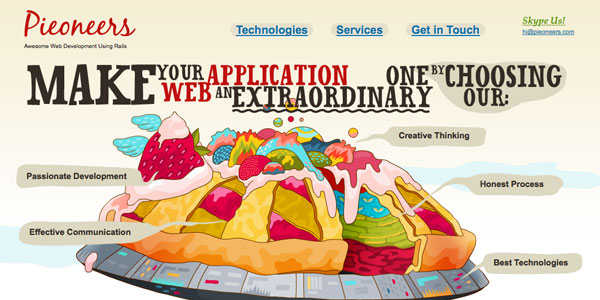 Pieoneers
Awesome Web Development Using Rails
Technologies Services Get in Touch
Skype Us!
hi@pieoneers.com
MAKE YOUR WEB APPLICATION AN EXTRAORDINARY ONE BY CHOOSING OUR:
Creative Thinking
Passionate Development
Honest Process
Effective Communication
Best Technologies